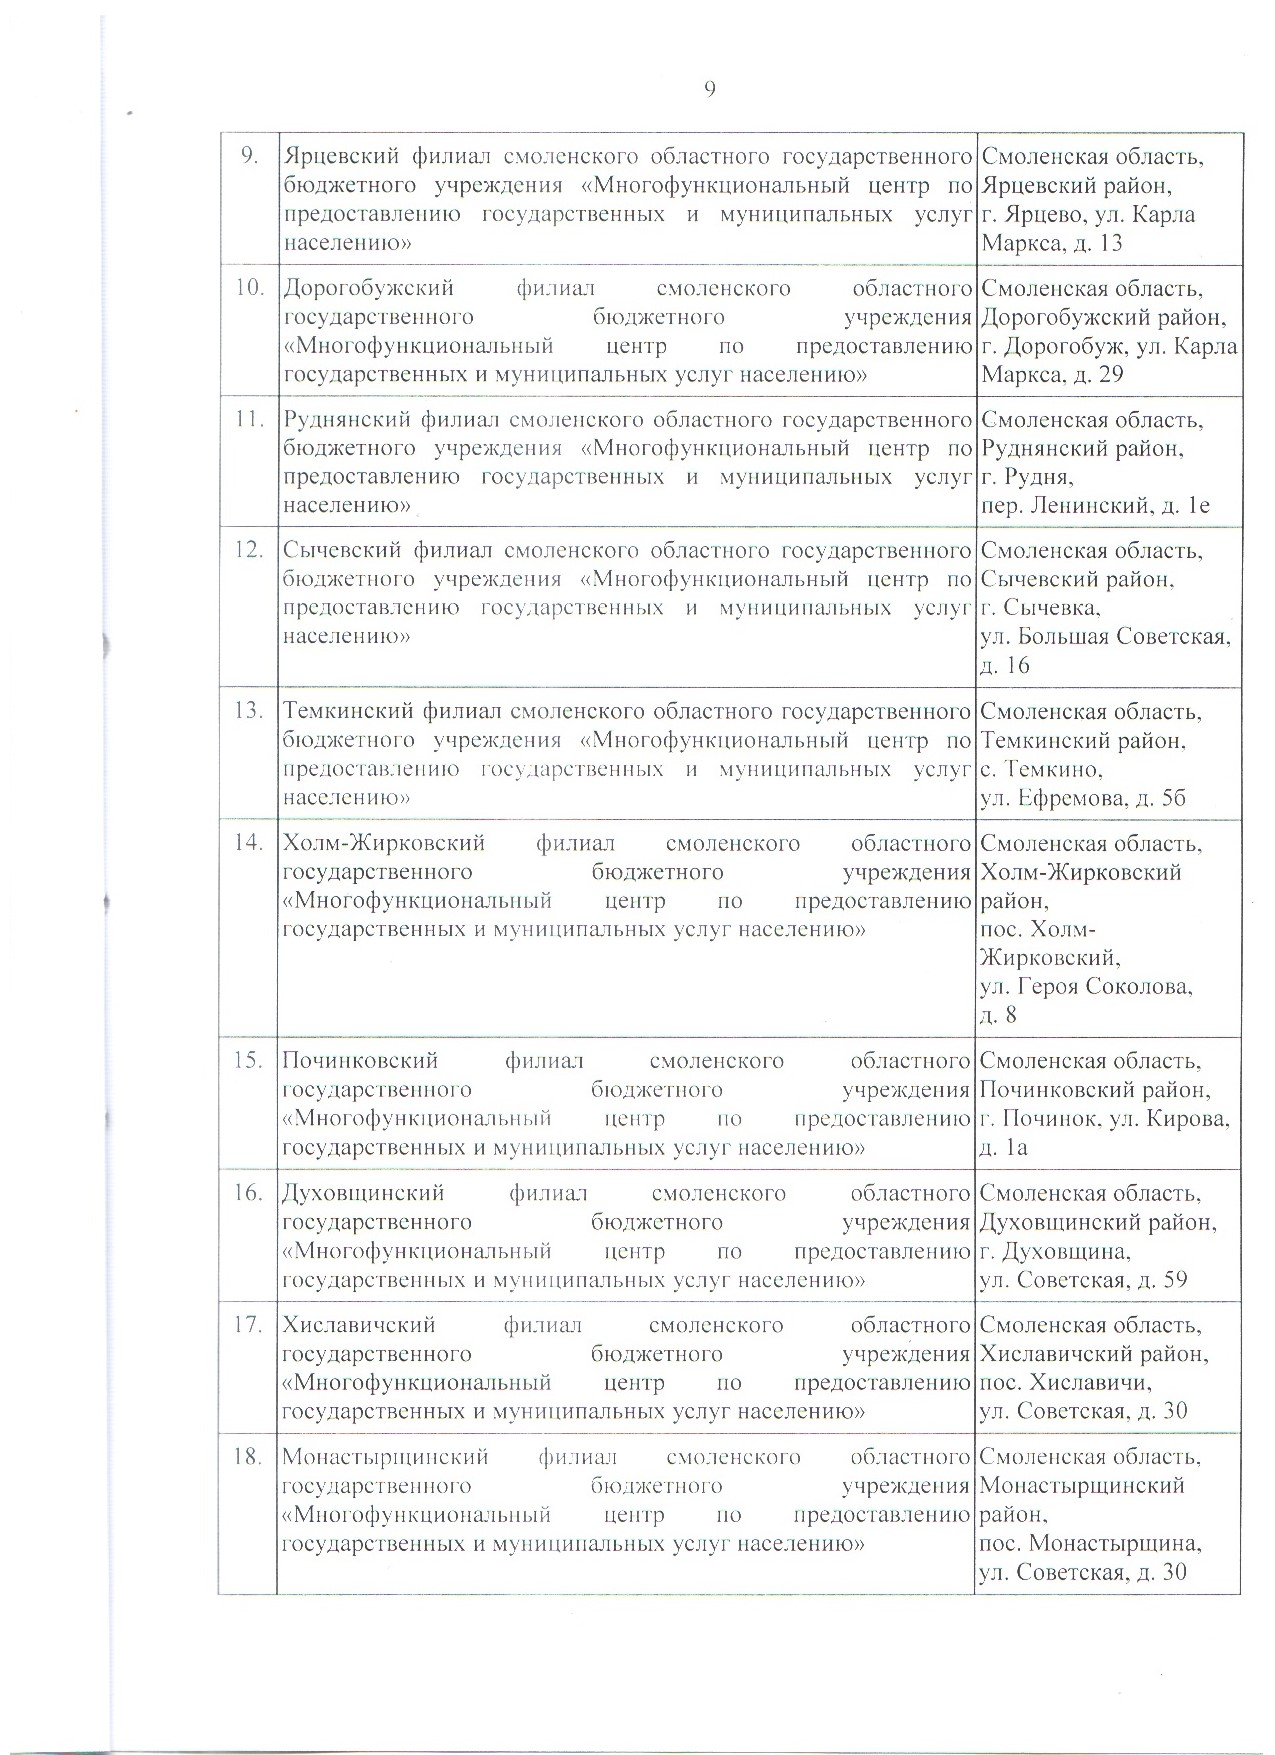 9
9.
Ярцевский филиал смоленского областного государственного
бюджетного учреждения «Многофункциональный центр по
предоставлению государственных и муниципальных услуг
населению»
Смоленская область,
Ярцевский район,
г. Ярцево, ул. Карла
Маркса, д. 13
10.
Дорогобужский филиал смоленского областного
государственного бюджетного учреждения
«Многофункциональный центр по предоставлению
государственных и муниципальных услуг населению»
Смоленская область,
Дорогобужский район,
г. Дорогобуж, ул. Карла
Маркса, д. 29
11.
Руднянский филиал смоленского областного государственного
бюджетного учреждения «Многофункциональный центр по
предоставлению государственных и муниципальных услуг
населению»
Смоленская область,
Руднянский район,
г. Рудня,
пер. Ленинский, д. 1е
12.
Сычевский филиал смоленского областного государственного
бюджетного учреждения «Многофункциональный центр по
предоставлению государственных и муниципальных услуг
населению»
Смоленская область,
Сычевский район,
г. Сычевка,
ул. Большая Советская,
д. 16
13.
Темкинский филиал смоленского областного государственного
бюджетного учреждения «Многофункциональный центр по
предоставлению государственных и муниципальных услуг
населению»
Смоленская область,
Темкинский район,
с. Темкино,
ул. Ефремова, д. 5б
14.
Холм-Жирковский филиал смоленского областного
государственного бюджетного учреждения
«Многофункциональный центр по предоставлению
государственных и муниципальных услуг населению»
Смоленская область,
Холм-Жирковский
район,
пос. Холм-
Жирковский,
ул. Героя Соколова,
д. 8
15.
Починковский филиал смоленского областного
государственного бюджетного учреждения
«Многофункциональный центр по предоставлению
государственных и муниципальных услуг населению»
Смоленская область,
Починковский район,
г. Починок, ул. Кирова,
д. 1а
16.
Духовщинский филиал смоленского областного
государственного бюджетного учреждения
«Многофункциональный центр по предоставлению
государственных и муниципальных услуг населению»
Смоленская область,
Духовщинский район,
г. Духовщина,
ул. Советская, д. 59
17.
Хиславичский филиал смоленского областного
государственного бюджетного учреждения
«Многофункциональный центр по предоставлению
государственных и муниципальных услуг населению»
Смоленская область,
Хиславичский район,
пос. Хиславичи,
ул. Советская, д. 30
18.
Монастырщинский филиал смоленского областного
государственного бюджетного учреждения
«Многофункциональный центр по предоставлению
государственных и муниципальных услуг населению»
Смоленская область,
Монастырщинский
район,
пос. Монастырщина,
ул. Советская, д. 30